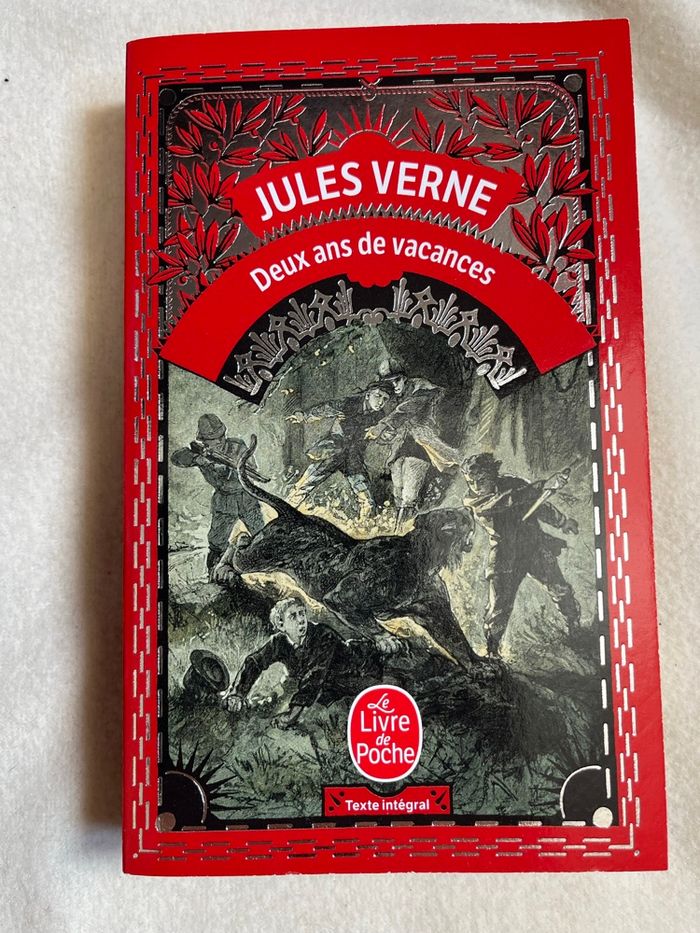 JULES VERNE
Deux ans de vacances
Le
Livre
de
Poche
Texte intégral